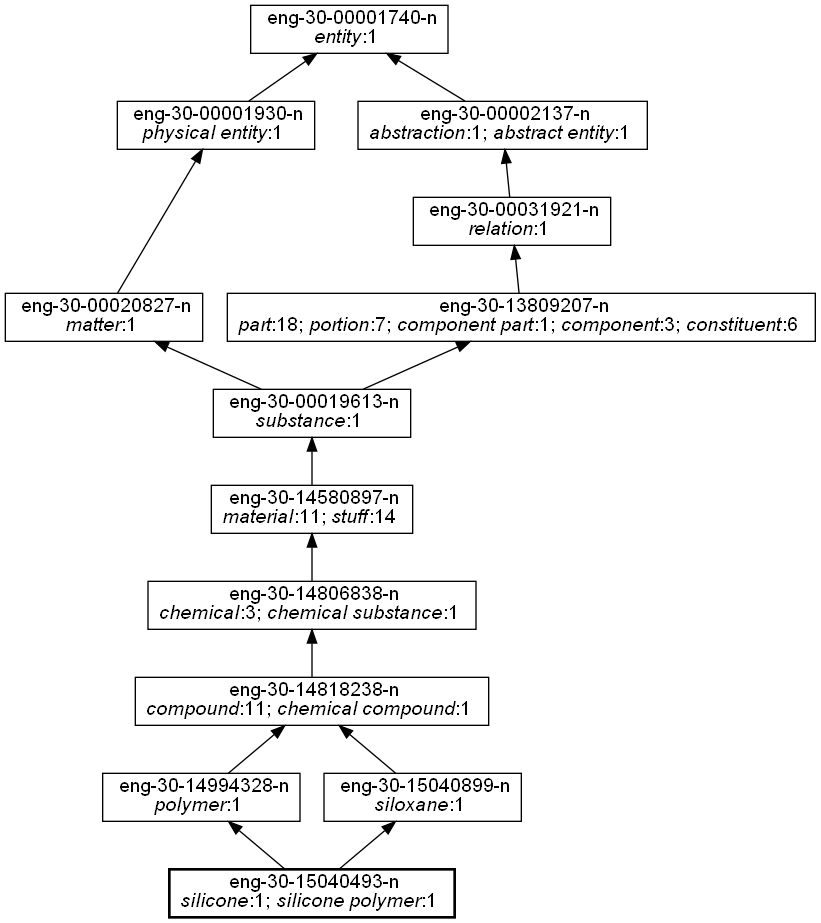 eng-30-00001740-n
entity:1
eng-30-00001930-n
physical entity:1
eng-30-00002137-n
abstraction:1; abstract entity:1
eng-30-00031921-n
relation:1
eng-30-00020827-n
matter:1
eng-30-13809207-n
part:18; portion:7; component part:1; component:3; constituent:6
eng-30-00019613-n
substance:1
eng-30-14580897-n
material:11; stuff:14
eng-30-14806838-n
chemical:3; chemical substance:1
eng-30-14818238-n
compound:11; chemical compound:1
eng-30-14994328-n
polymer:1
eng-30-15040899-n
siloxane:1
eng-30-15040493-n
silicone:1; silicone polymer:1